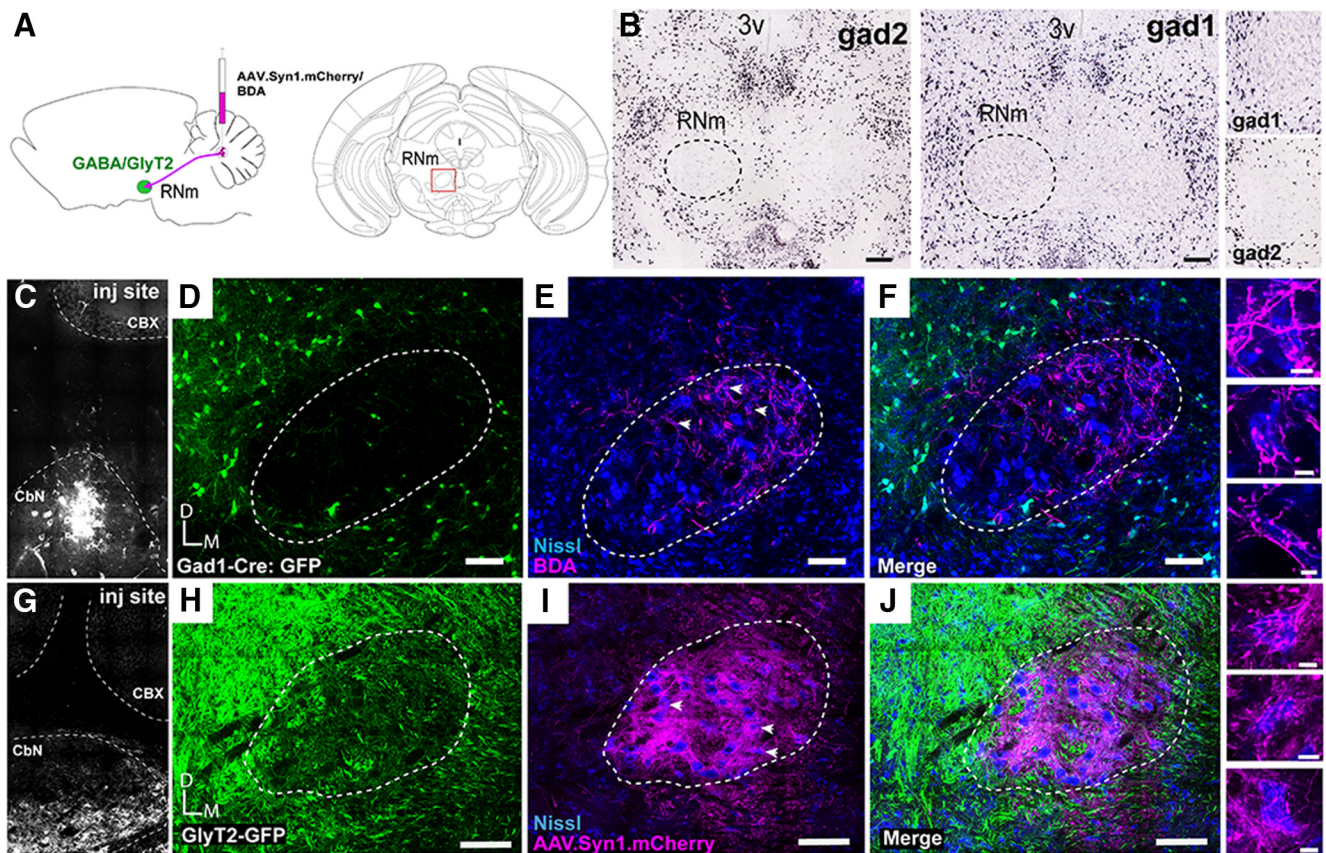 A
AAV.Syn1.mCherry/
BDA
GABA/GlyT2
RNm
RNm
B
3v
gad2
RNm
3v
gad1
RNm
gad1
gad2
C
inj site
CBX
CbN
D
D
M
Gad1-Cre: GFP
E
Nissl
BDA
F
Merge
G
inj site
CBX
CbN
H
D
M
GlyT2-GFP
I
Nissl
AAV.Syn1.mCherry
J
Merge